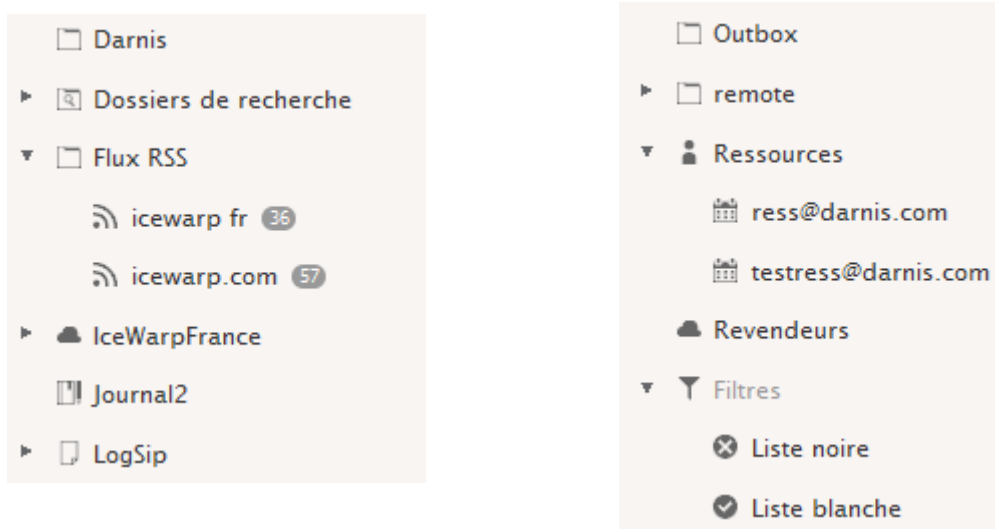 Darnis
Dossiers de recherche
Flux RSS
icewarp fr 36
icewarp.com 57
IceWarpFrance
Journal2
LogSip
Outbox
remote
Ressources
ress@darnis.com
testress@darnis.com
Revendeurs
Filtres
Liste noire
Liste blanche